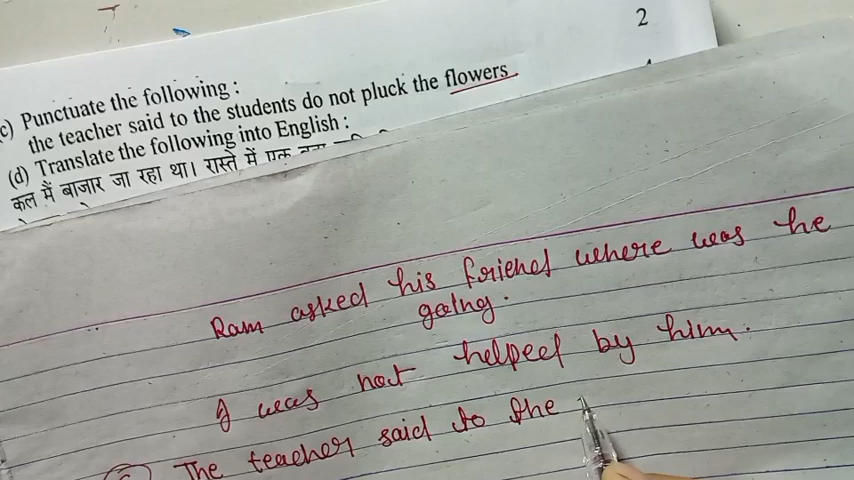 2
c) Punctuate the following :
the teacher said to the students do not pluck the flowers
(d) Translate the following into English :
कल मैं बाजार जा रहा था। रास्ते में एक
Ram asked his friend where was he
going.
I was not helped by him.
The teacher said to the